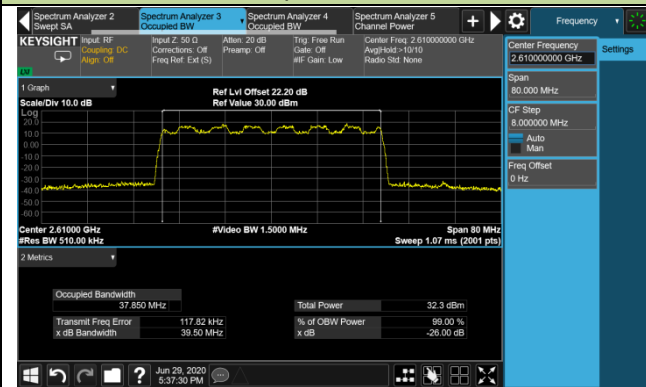 Spectrum Analyzer 2
Swept SA
Spectrum Analyzer 3
Occupied BW
Spectrum Analyzer 4
Occupied BW
Spectrum Analyzer 5
Channel Power
Frequency
KEYSIGHT
Input: RF
Coupling: DC
Align: Off
Input Z: 50 Ω
Corrections: Off
Freq Ref: Ext (S)
Atten: 20 dB
Preamp: Off
Trig: Free Run
Gate: Off
#IF Gain: Low
Center Freq: 2.610000000 GHz
Avg|Hold:>10/10
Radio Std: None
Center Frequency
2.610000000 GHz
Settings
Span
80.000 MHz
CF Step
8.000000 MHz
Auto
Man
Freq Offset
0 Hz
1 Graph
Scale/Div 10.0 dB
Ref Lvl Offset 22.20 dB
Ref Value 30.00 dBm
Log
20.0
10.0
0.00
-10.0
-20.0
-30.0
-40.0
-50.0
-60.0
Center 2.61000 GHz
#Res BW 510.00 kHz
#Video BW 1.5000 MHz
Span 80 MHz
Sweep 1.07 ms (2001 pts)
2 Metrics
Occupied Bandwidth
37.850 MHz
Total Power 32.3 dBm
Transmit Freq Error 117.82 kHz
% of OBW Power 99.00 %
x dB Bandwidth 39.50 MHz
x dB -26.00 dB
Jun 29, 2020
5:37:30 PM